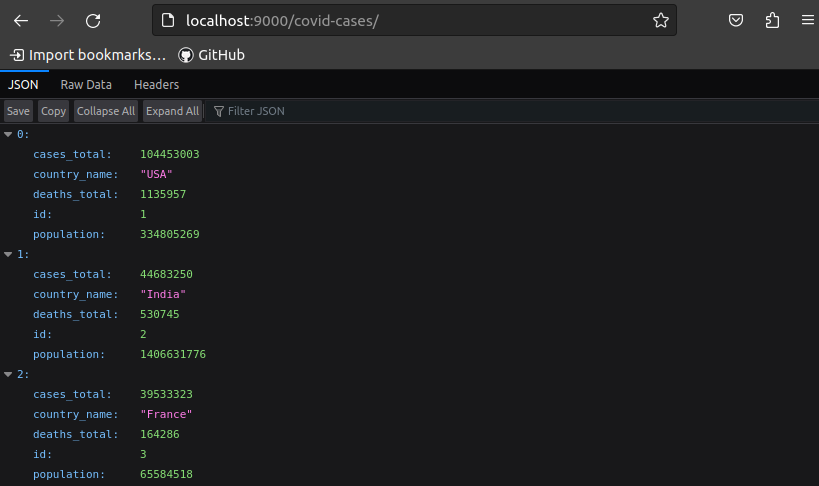 localhost:9000/covid-cases/
Import bookmarks... GitHub
JSON Raw Data Headers
Save Copy Collapse All Expand All Filter JSON
0:
cases_total: 104453003
country_name: "USA"
deaths_total: 1135957
id: 1
population: 334805269
1:
cases_total: 44683250
country_name: "India"
deaths_total: 530745
id: 2
population: 1406631776
2:
cases_total: 39533323
country_name: "France"
deaths_total: 164286
id: 3
population: 65584518